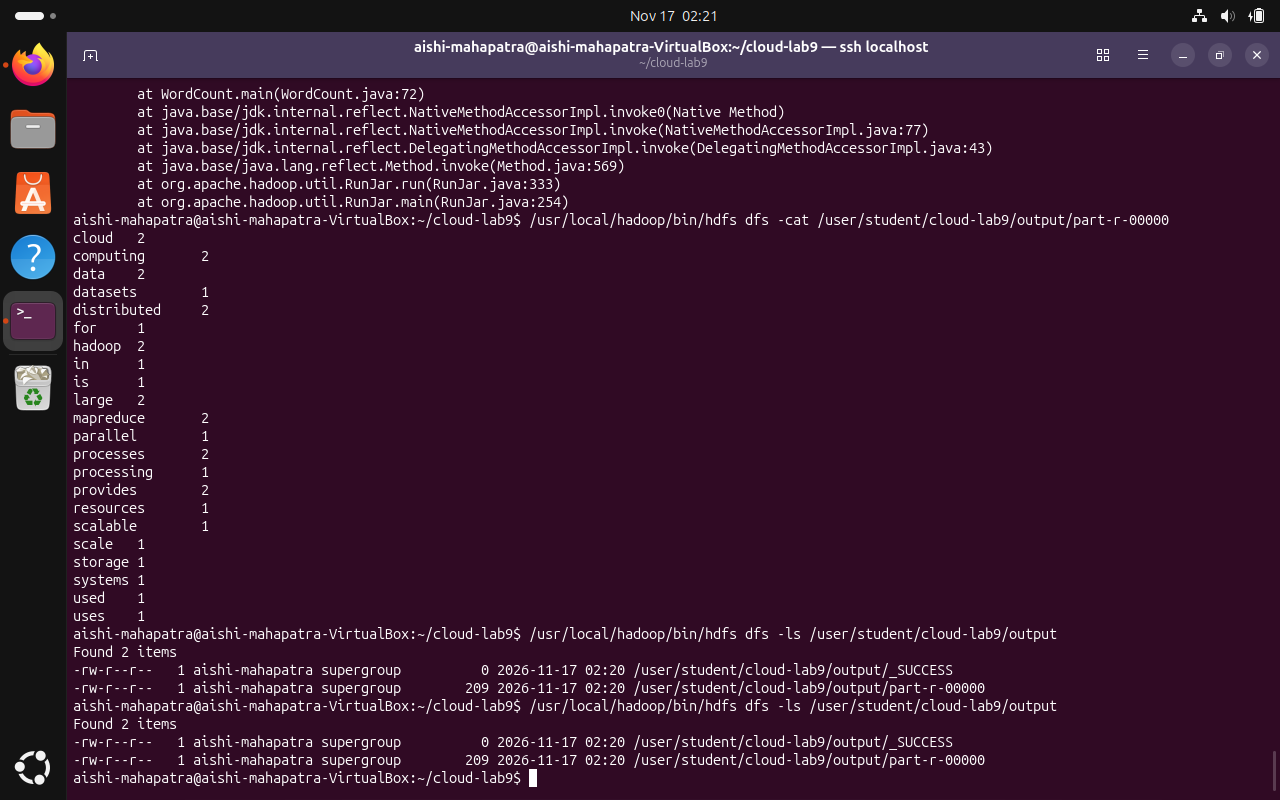 Nov 17 02:21
aishi-mahapatra@aishi-mahapatra-VirtualBox:~/cloud-lab9 — ssh localhost
~/cloud-lab9
at WordCount.main(WordCount.java:72)
at java.base/jdk.internal.reflect.NativeMethodAccessorImpl.invoke0(Native Method)
at java.base/jdk.internal.reflect.NativeMethodAccessorImpl.invoke(NativeMethodAccessorImpl.java:77)
at java.base/jdk.internal.reflect.DelegatingMethodAccessorImpl.invoke(DelegatingMethodAccessorImpl.java:43)
at java.base/java.lang.reflect.Method.invoke(Method.java:569)
at org.apache.hadoop.util.RunJar.run(RunJar.java:333)
at org.apache.hadoop.util.RunJar.main(RunJar.java:254)
aishi-mahapatra@aishi-mahapatra-VirtualBox:~/cloud-lab9$ /usr/local/hadoop/bin/hdfs dfs -cat /user/student/cloud-lab9/output/part-r-00000
cloud 2
computing 2
data 2
datasets 1
distributed 2
for 1
hadoop 2
in 1
is 1
large 2
mapreduce 2
parallel 1
processes 2
processing 1
provides 2
resources 1
scalable 1
scale 1
storage 1
systems 1
used 1
uses 1
aishi-mahapatra@aishi-mahapatra-VirtualBox:~/cloud-lab9$ /usr/local/hadoop/bin/hdfs dfs -ls /user/student/cloud-lab9/output
Found 2 items
-rw-r--r-- 1 aishi-mahapatra supergroup 0 2026-11-17 02:20 /user/student/cloud-lab9/output/_SUCCESS
-rw-r--r-- 1 aishi-mahapatra supergroup 209 2026-11-17 02:20 /user/student/cloud-lab9/output/part-r-00000
aishi-mahapatra@aishi-mahapatra-VirtualBox:~/cloud-lab9$ /usr/local/hadoop/bin/hdfs dfs -ls /user/student/cloud-lab9/output
Found 2 items
-rw-r--r-- 1 aishi-mahapatra supergroup 0 2026-11-17 02:20 /user/student/cloud-lab9/output/_SUCCESS
-rw-r--r-- 1 aishi-mahapatra supergroup 209 2026-11-17 02:20 /user/student/cloud-lab9/output/part-r-00000
aishi-mahapatra@aishi-mahapatra-VirtualBox:~/cloud-lab9$